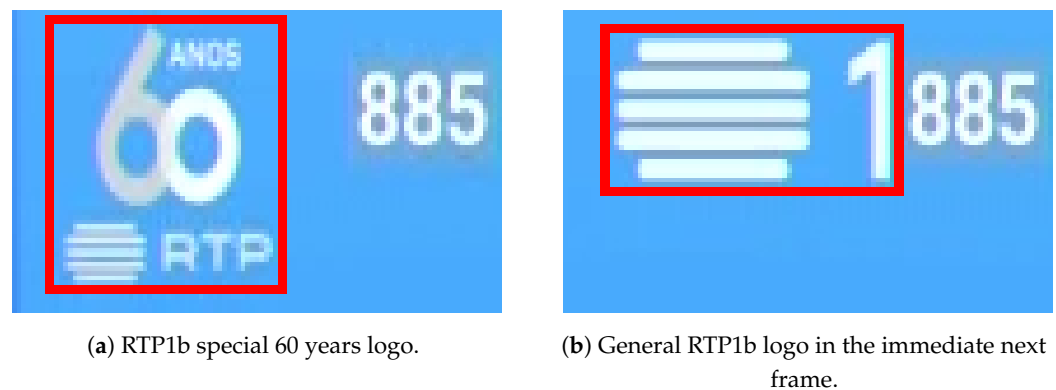 ANOS
60
885
RTP
1
885
(a) RTP1b special 60 years logo.
(b) General RTP1b logo in the immediate next
frame.